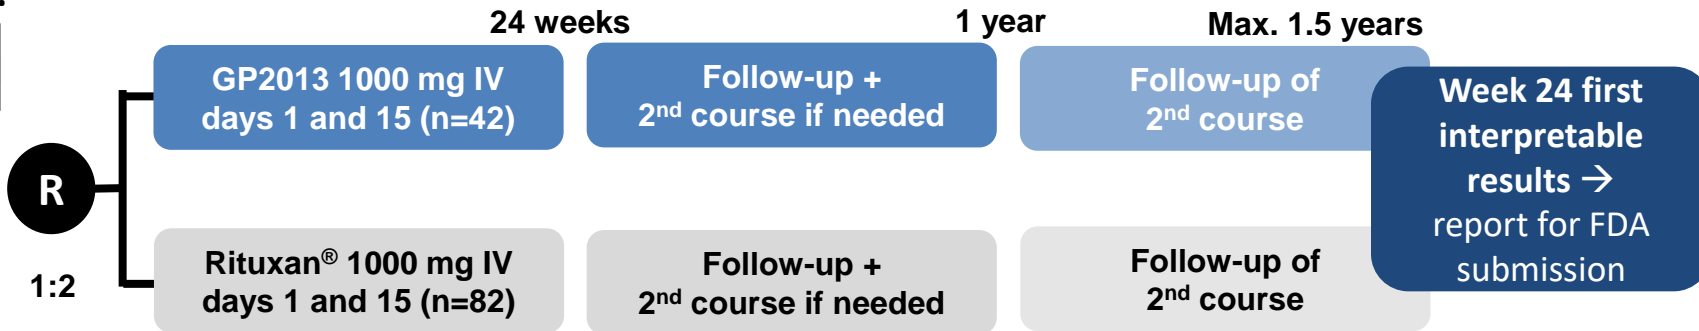 24 weeks
1 year
Max. 1.5 years
GP2013 1000 mg IV
days 1 and 15 (n=42)
Follow-up +
2nd course if needed
Follow-up of
2nd course
Week 24 first
interpretable
results →
report for FDA
submission
R
1:2
Rituxan® 1000 mg IV
days 1 and 15 (n=82)
Follow-up +
2nd course if needed
Follow-up of
2nd course